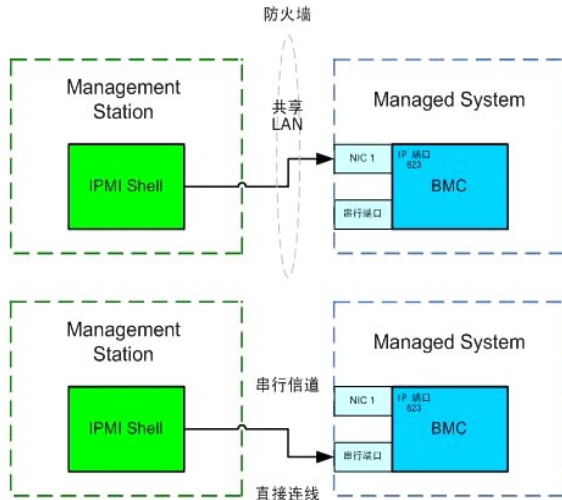 防火墙
Management
Station
共享
LAN
Managed System
IPMI Shell
NIC 1
IP 端口
623
BMC
串行端口
Management
Station
Managed System
串行信道
IPMI Shell
NIC 1
IP 端口
623
BMC
串行端口
直接连线